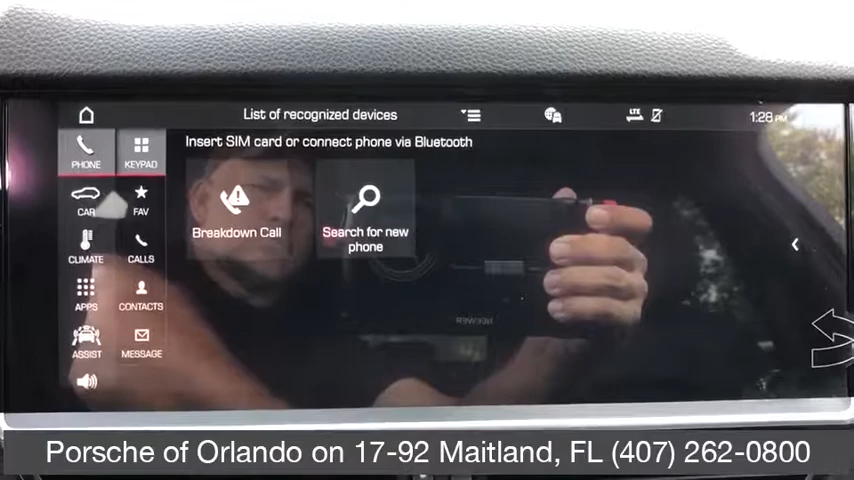 List of recognized devices
LTE
1:28 PM
PHONE
KEYPAD
Insert SIM card or connect phone via Bluetooth
CAR
FAV
Breakdown Call
Search for new
phone
CLIMATE
CALLS
APPS
CONTACTS
ASSIST
MESSAGE
Porsche of Orlando on 17-92 Maitland, FL (407) 262-0800